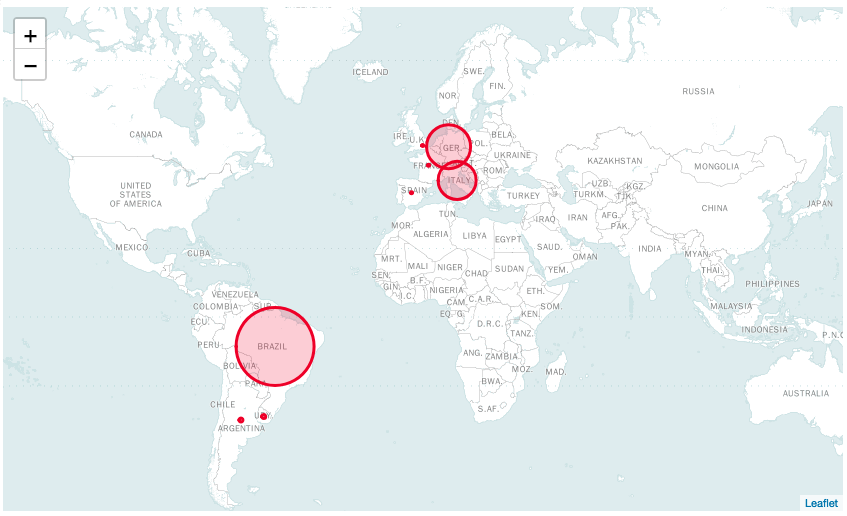 +
−
ICELAND
SWE.
FIN.
NOR.
RUSSIA
DEN.
CANADA
IRE.
U.K.
GER.
POL.
BELA.
UKRAINE
KAZAKHSTAN
MONGOLIA
FRANCE
ITALY
ROM.
UNITED
STATES
OF AMERICA
SPAIN
TURKEY
UZB.
KGZ.
TURKM.
TJK.
CHINA
JAPAN
TUN.
MOR.
ALGERIA
LIBYA
EGYPT
IRAQ
IRAN
AFG.
PAK.
MEXICO
CUBA
SAUD.
OMAN
INDIA
MYAN.
MRT.
MALI
NIGER
CHAD
SUDAN
YEM.
THAI.
SEN.
GIN.
B.F.
I.C.
NIGERIA
ETH.
SOM.
PHILIPPINES
VENEZUELA
COLOMBIA
SUR.
CAM.
C.A.R.
EQ. G.
KEN.
MALAYSIA
ECU.
D.R.C.
TANZ.
INDONESIA
P.N.G
PERU
BRAZIL
ANG.
ZAMBIA
MOZ.
MAD.
BOLIVIA
PARA.
BWA.
AUSTRALIA
CHILE
URY.
S.AF.
ARGENTINA
Leaflet